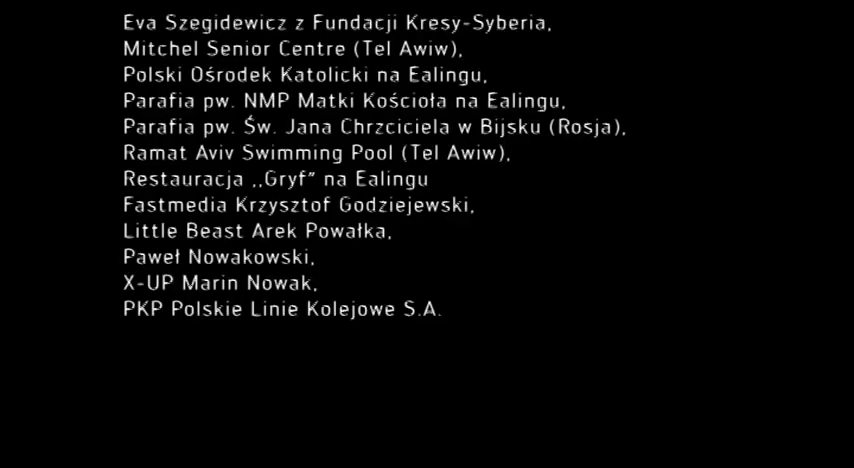 Eva Szegidewicz z Fundacji Kresy-Syberia,
Mitchel Senior Centre (Tel Awiw),
Polski Ośrodek Katolicki na Ealingu,
Parafia pw. NMP Matki Kościoła na Ealingu,
Parafia pw. Św. Jana Chrzciciela w Bijsku (Rosja),
Ramat Aviv Swimming Pool (Tel Awiw),
Restauracja ,,Gryf” na Ealingu
Fastmedia Krzysztof Godziejewski,
Little Beast Arek Powałka,
Paweł Nowakowski,
X-UP Marin Nowak,
PKP Polskie Linie Kolejowe S.A.